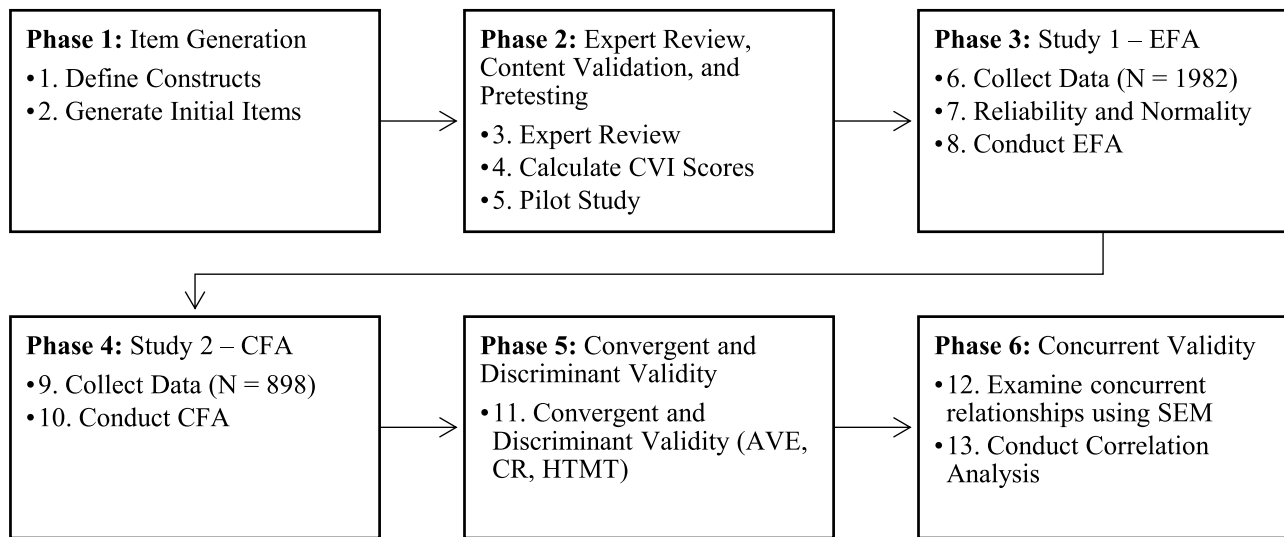 Phase 1: Item Generation
•1. Define Constructs
•2. Generate Initial Items
Phase 2: Expert Review,
Content Validation, and
Pretesting
•3. Expert Review
•4. Calculate CVI Scores
•5. Pilot Study
Phase 3: Study 1 – EFA
•6. Collect Data (N = 1982)
•7. Reliability and Normality
•8. Conduct EFA
Phase 4: Study 2 – CFA
•9. Collect Data (N = 898)
•10. Conduct CFA
Phase 5: Convergent and
Discriminant Validity
•11. Convergent and
Discriminant Validity (AVE,
CR, HTMT)
Phase 6: Concurrent Validity
•12. Examine concurrent
relationships using SEM
•13. Conduct Correlation
Analysis